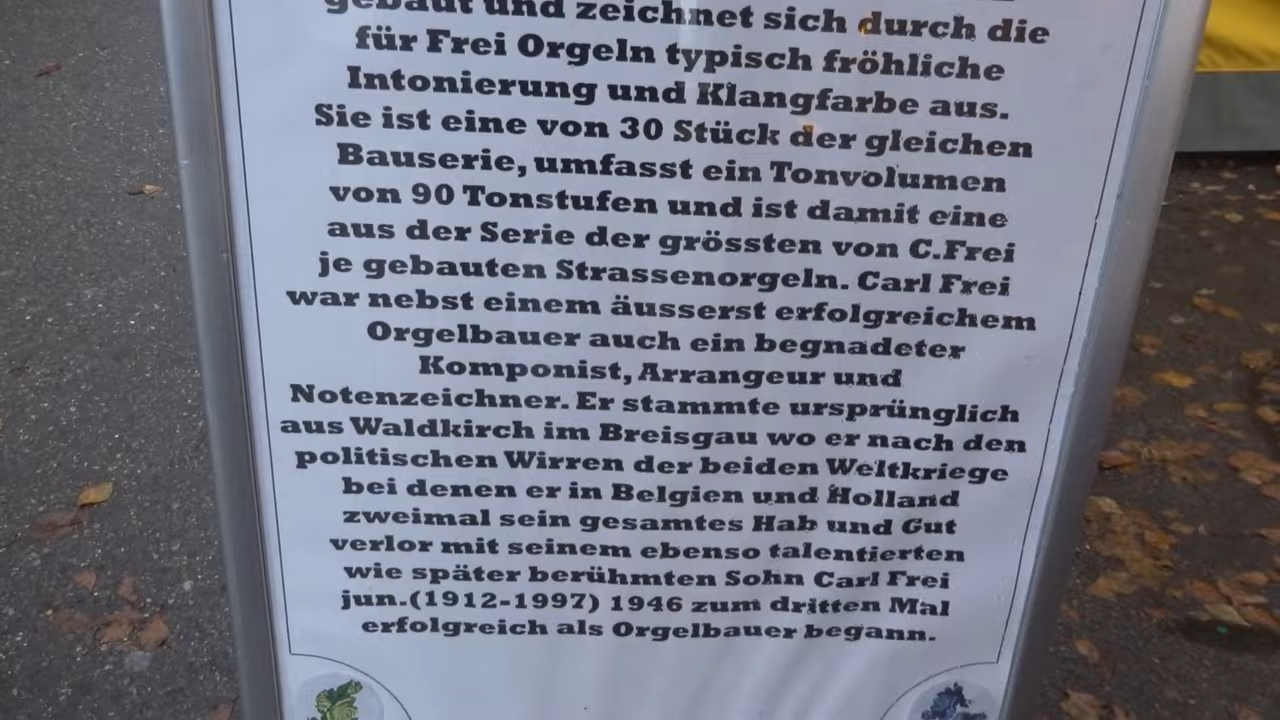 gebaut und zeichnet sich durch die
für Frei Orgeln typisch fröhliche
Intonierung und Klangfarbe aus.
Sie ist eine von 30 Stück der gleichen
Bauserie, umfasst ein Tonvolumen
von 90 Tonstufen und ist damit eine
aus der Serie der grössten von C.Frei
je gebauten Strassenorgeln. Carl Frei
war nebst einem äusserst erfolgreichem
Orgelbauer auch ein begnadeter
Komponist, Arrangeur und
Notenzeichner. Er stammte ursprünglich
aus Waldkirch im Breisgau wo er nach den
politischen Wirren der beiden Weltkriege
bei denen er in Belgien und Holland
zweimal sein gesamtes Hab und Gut
verlor mit seinem ebenso talentierten
wie später berühmten Sohn Carl Frei
jun.(1912-1997) 1946 zum dritten Mal
erfolgreich als Orgelbauer begann.